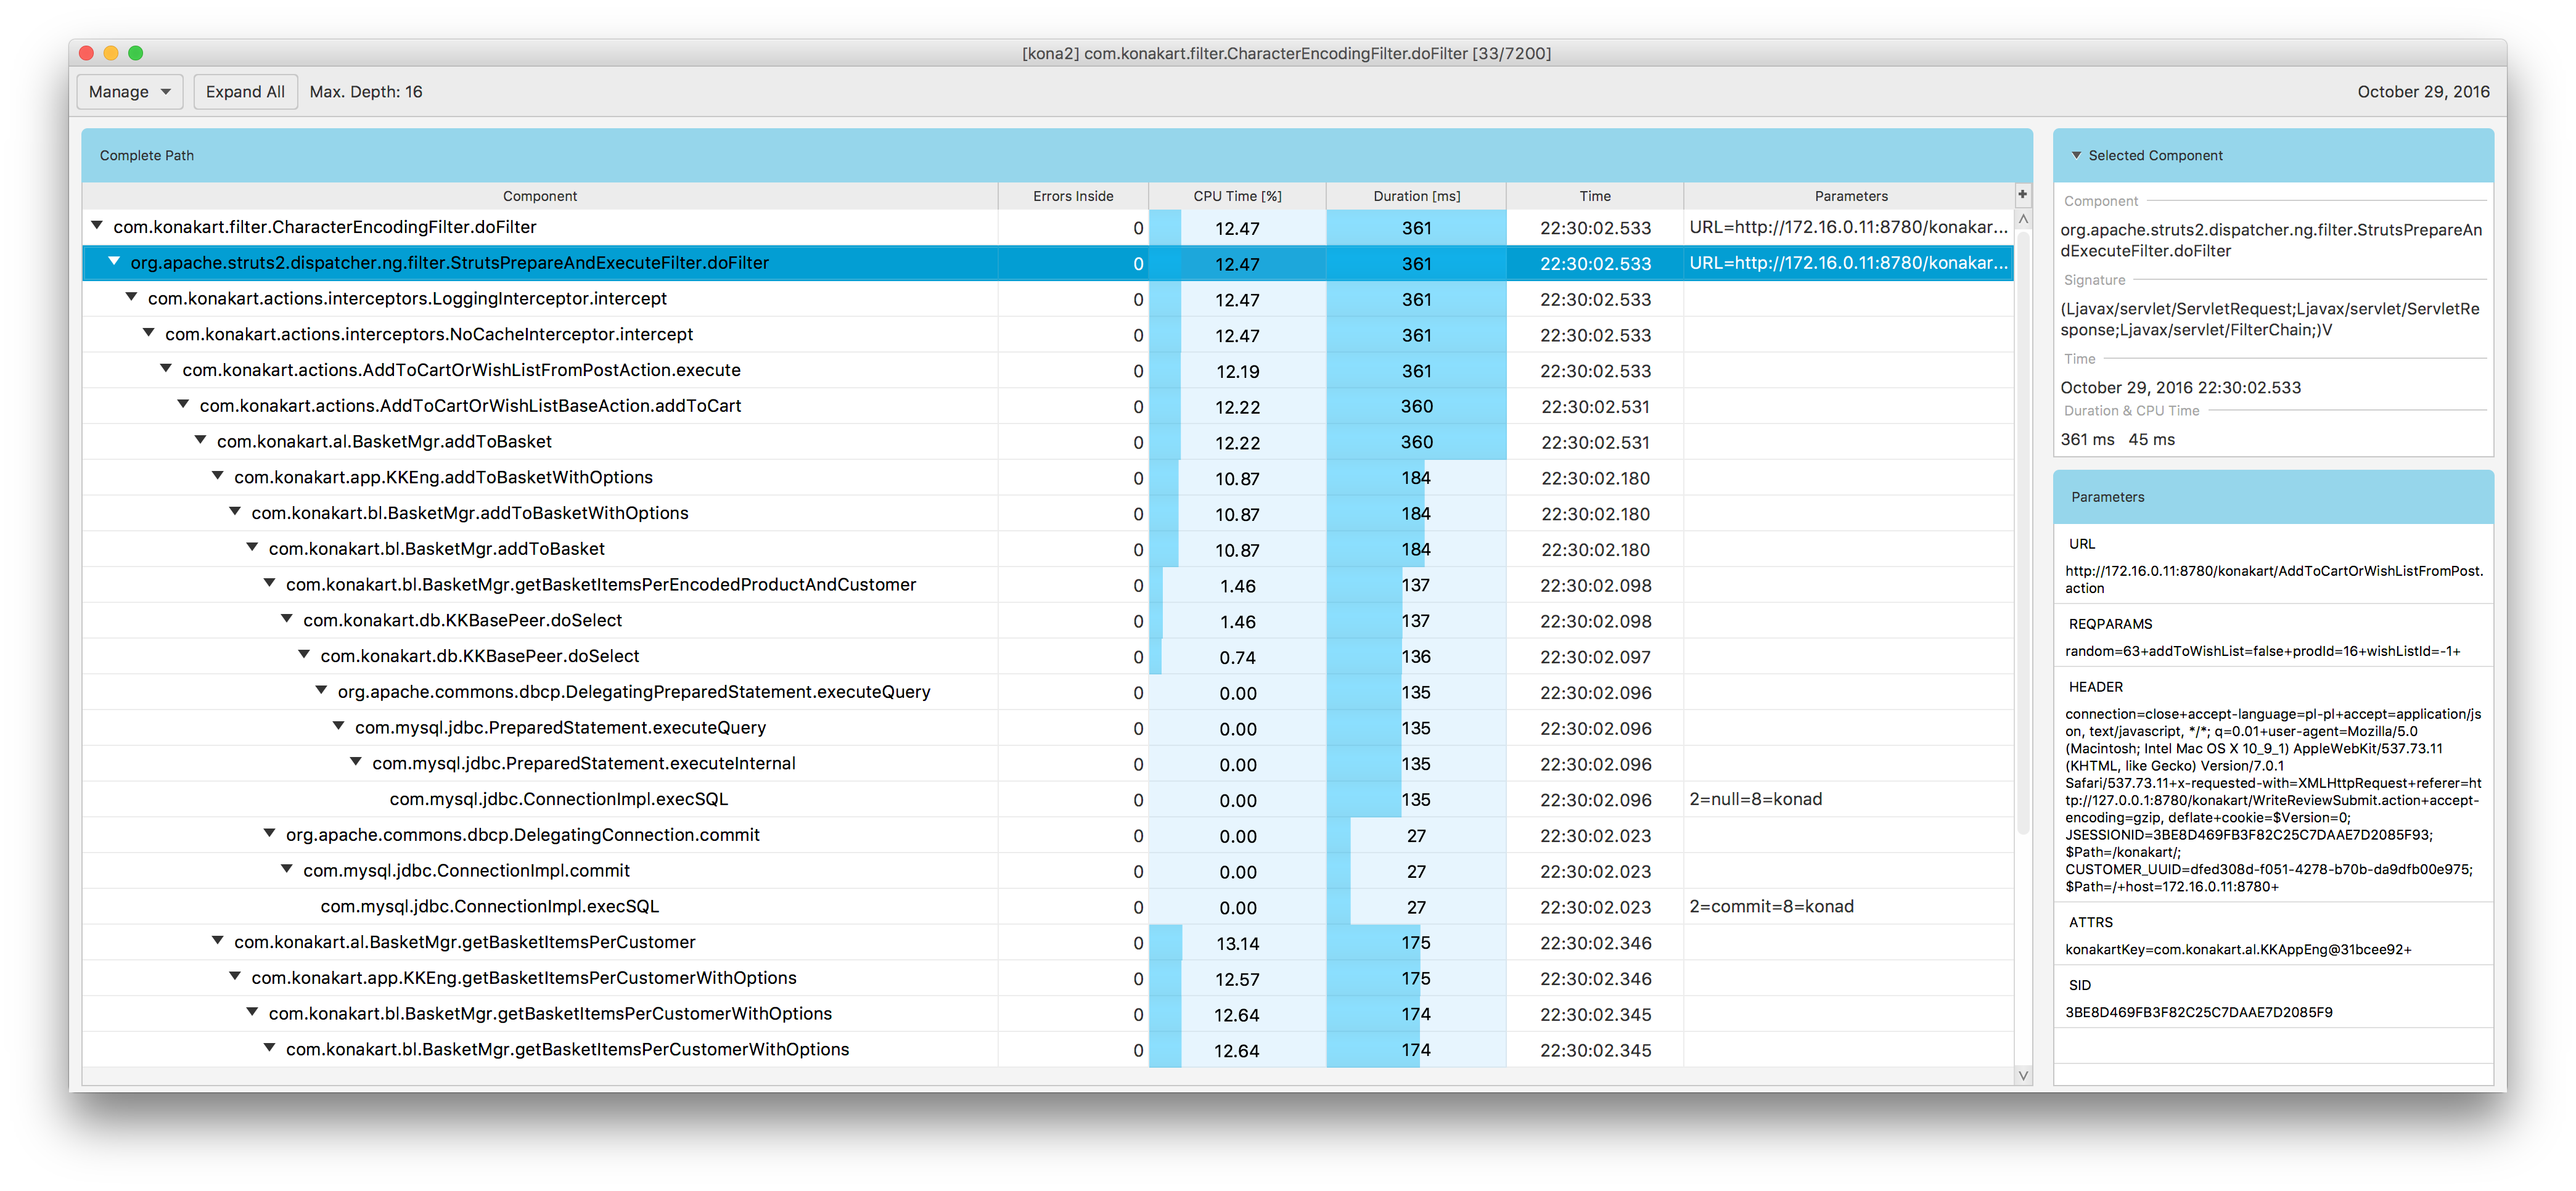 [kona2] com.konakart.filter.CharacterEncodingFilter.doFilter [33/7200]
Manage Expand All Max. Depth: 16 October 29, 2016
Complete Path
Component Errors Inside CPU Time [%] Duration [ms] Time Parameters +
com.konakart.filter.CharacterEncodingFilter.doFilter 0 12.47 361 22:30:02.533 URL=http://172.16.0.11:8780/konakar...
org.apache.struts2.dispatcher.ng.filter.StrutsPrepareAndExecuteFilter.doFilter 0 12.47 361 22:30:02.533 URL=http://172.16.0.11:8780/konakar...
com.konakart.actions.interceptors.LoggingInterceptor.intercept 0 12.47 361 22:30:02.533
com.konakart.actions.interceptors.NoCacheInterceptor.intercept 0 12.47 361 22:30:02.533
com.konakart.actions.AddToCartOrWishListFromPostAction.execute 0 12.19 361 22:30:02.533
com.konakart.actions.AddToCartOrWishListBaseAction.addToCart 0 12.22 360 22:30:02.531
com.konakart.al.BasketMgr.addToBasket 0 12.22 360 22:30:02.531
com.konakart.app.KKEng.addToBasketWithOptions 0 10.87 184 22:30:02.180
com.konakart.bl.BasketMgr.addToBasketWithOptions 0 10.87 184 22:30:02.180
com.konakart.bl.BasketMgr.addToBasket 0 10.87 184 22:30:02.180
com.konakart.bl.BasketMgr.getBasketItemsPerEncodedProductAndCustomer 0 1.46 137 22:30:02.098
com.konakart.db.KKBasePeer.doSelect 0 1.46 137 22:30:02.098
com.konakart.db.KKBasePeer.doSelect 0 0.74 136 22:30:02.097
org.apache.commons.dbcp.DelegatingPreparedStatement.executeQuery 0 0.00 135 22:30:02.096
com.mysql.jdbc.PreparedStatement.executeQuery 0 0.00 135 22:30:02.096
com.mysql.jdbc.PreparedStatement.executeInternal 0 0.00 135 22:30:02.096
com.mysql.jdbc.ConnectionImpl.execSQL 0 0.00 135 22:30:02.096 2=null=8=konad
org.apache.commons.dbcp.DelegatingConnection.commit 0 0.00 27 22:30:02.023
com.mysql.jdbc.ConnectionImpl.commit 0 0.00 27 22:30:02.023
com.mysql.jdbc.ConnectionImpl.execSQL 0 0.00 27 22:30:02.023 2=commit=8=konad
com.konakart.al.BasketMgr.getBasketItemsPerCustomer 0 13.14 175 22:30:02.346
com.konakart.app.KKEng.getBasketItemsPerCustomerWithOptions 0 12.57 175 22:30:02.346
com.konakart.bl.BasketMgr.getBasketItemsPerCustomerWithOptions 0 12.64 174 22:30:02.345
com.konakart.bl.BasketMgr.getBasketItemsPerCustomerWithOptions 0 12.64 174 22:30:02.345
Selected Component
Component
org.apache.struts2.dispatcher.ng.filter.StrutsPrepareAn
dExecuteFilter.doFilter
Signature
(Ljavax/servlet/ServletRequest;Ljavax/servlet/ServletRe
sponse;Ljavax/servlet/FilterChain;)V
Time
October 29, 2016 22:30:02.533
Duration & CPU Time
361 ms 45 ms
Parameters
URL
http://172.16.0.11:8780/konakart/AddToCartOrWishListFromPost.
action
REQPARAMS
random=63+addToWishList=false+prodId=16+wishListId=-1+
HEADER
connection=close+accept-language=pl-pl+accept=application/js
on, text/javascript, */*; q=0.01+user-agent=Mozilla/5.0
(Macintosh; Intel Mac OS X 10_9_1) AppleWebKit/537.73.11
(KHTML, like Gecko) Version/7.0.1
Safari/537.73.11+x-requested-with=XMLHttpRequest+referer=ht
tp://127.0.0.1:8780/konakart/WriteReviewSubmit.action+accept-
encoding=gzip, deflate+cookie=$Version=0;
JSESSIONID=3BE8D469FB3F82C25C7DAAE7D2085F93;
$Path=/konakart/;
CUSTOMER_UUID=dfed308d-f051-4278-b70b-da9dfb00e975;
$Path=/+host=172.16.0.11:8780+
ATTRS
konakartKey=com.konakart.al.KKAppEng@31bcee92+
SID
3BE8D469FB3F82C25C7DAAE7D2085F9